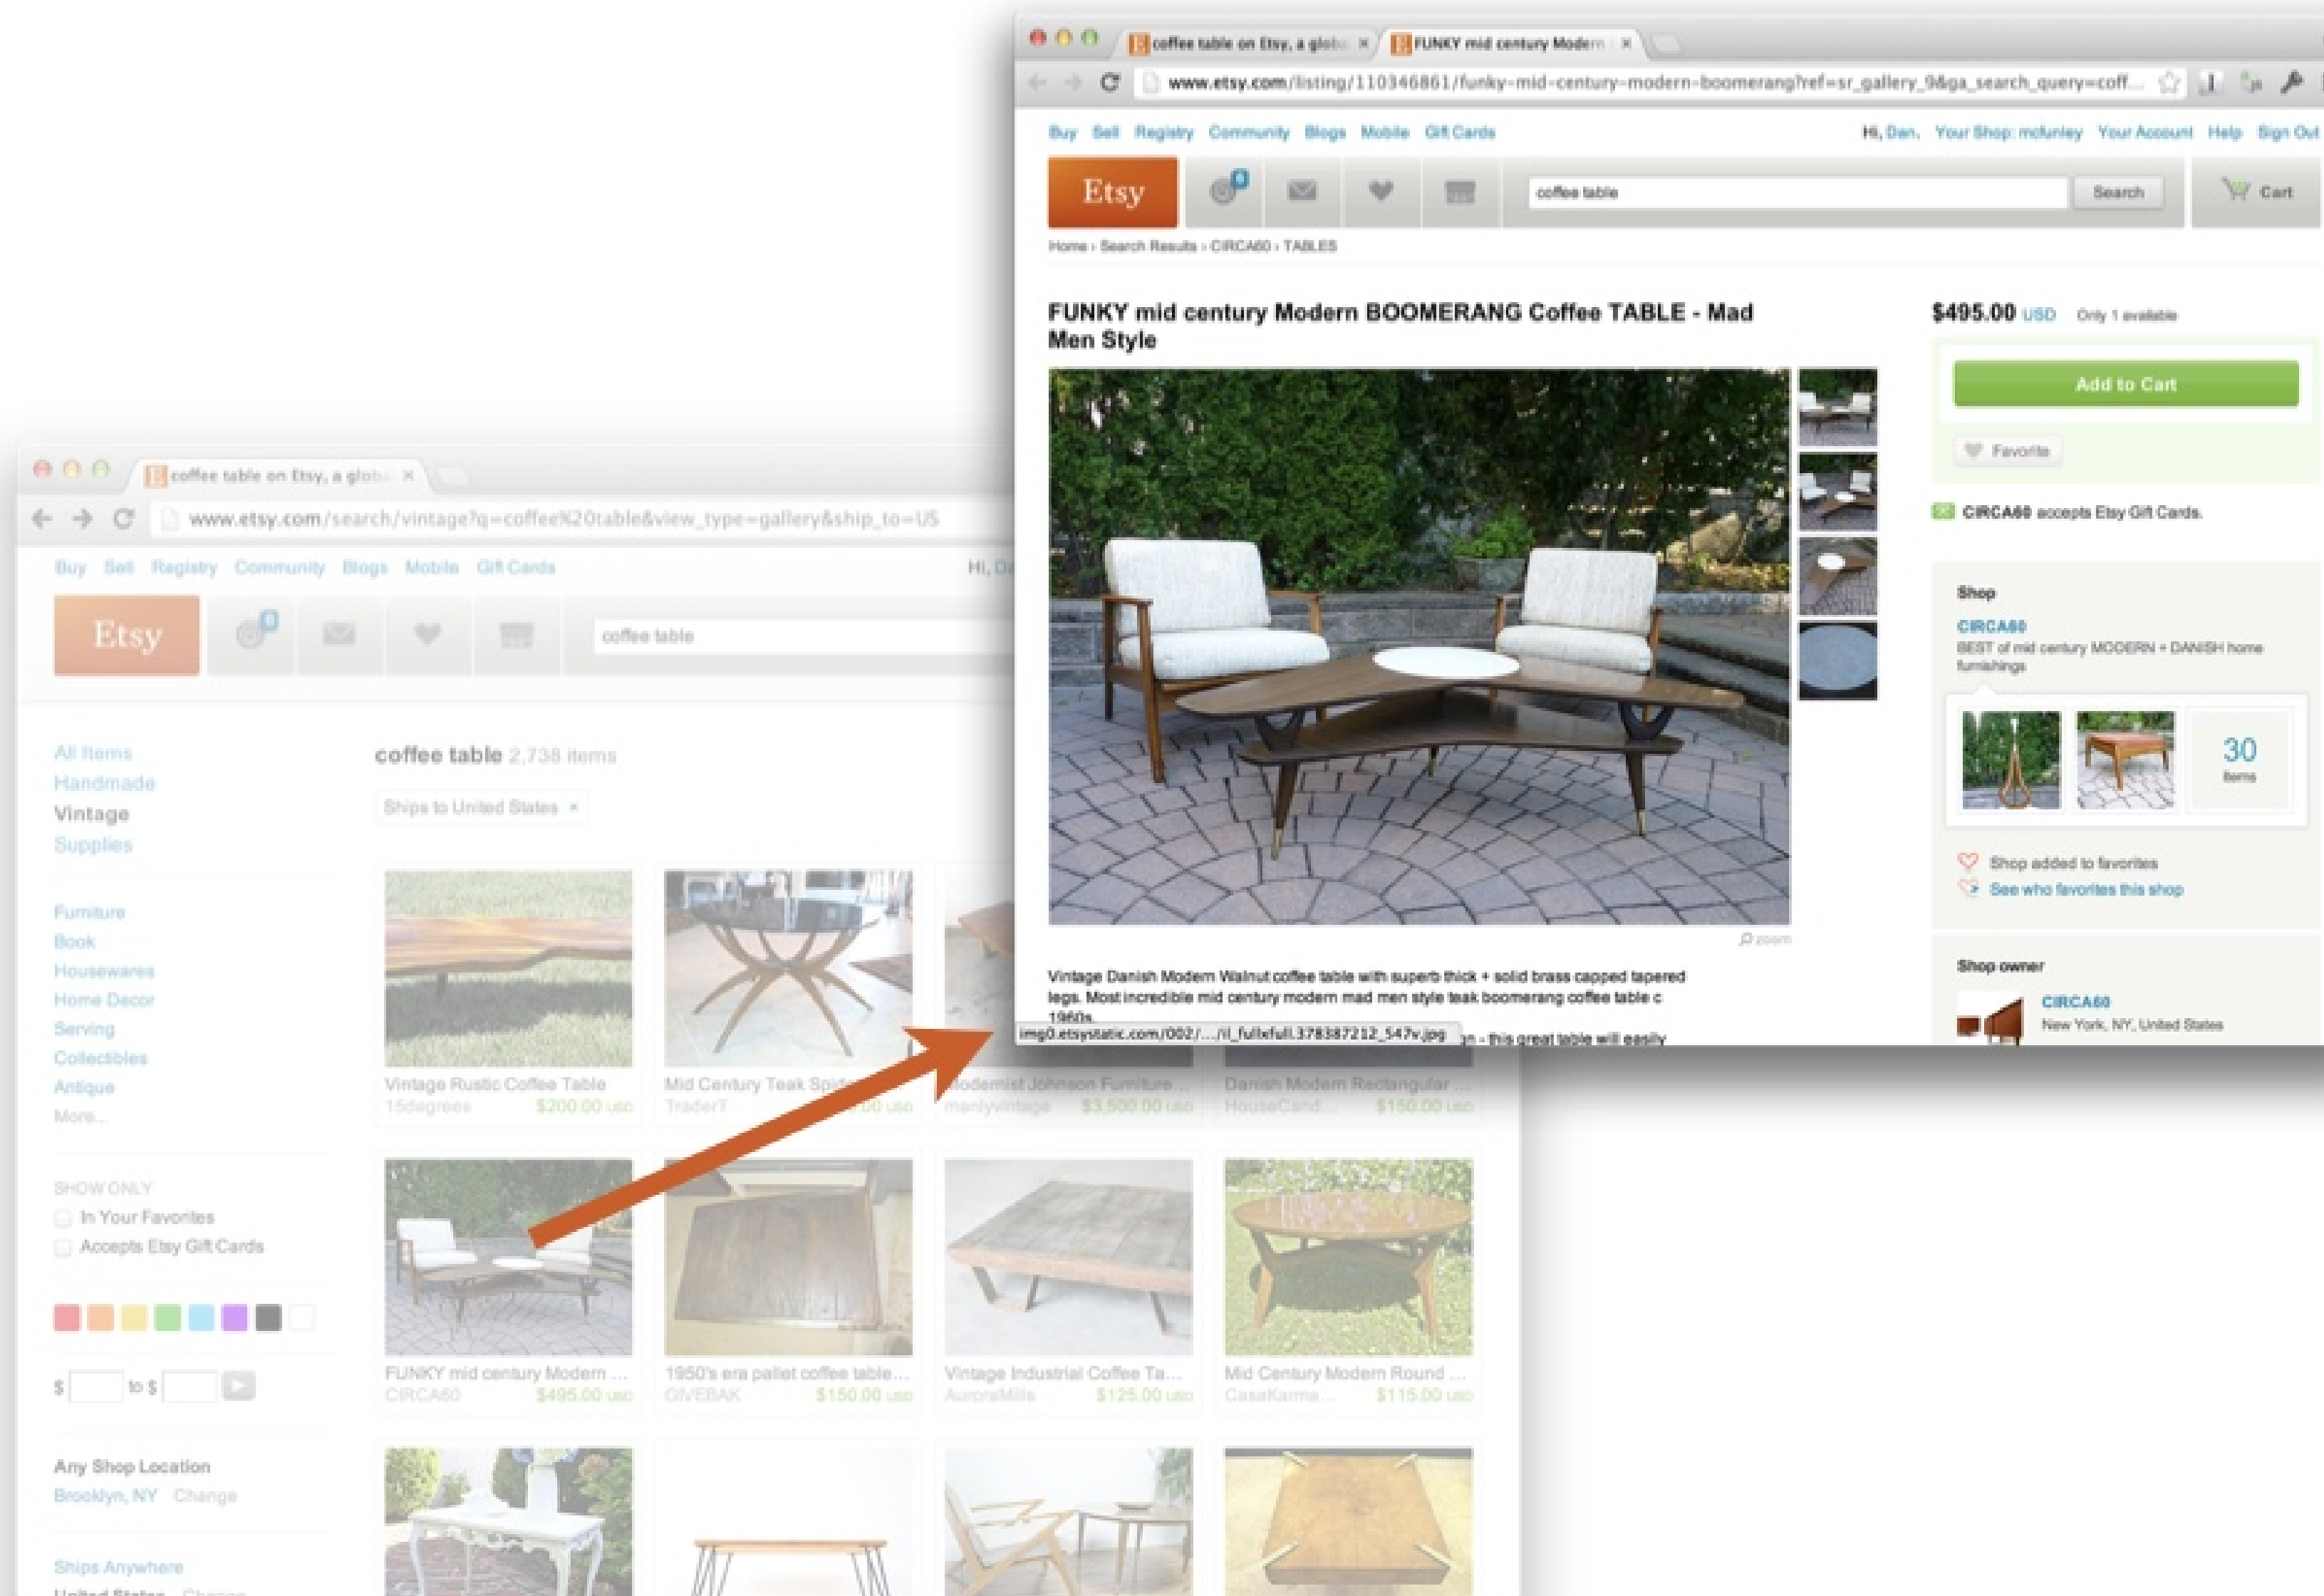 coffee table on Etsy, a glob
FUNKY mid century Modern
www.etsy.com/listing/110346861/funky-mid-century-modern-boomerang?ref=sr_gallery_9&ga_search_query=coff...
Buy Sell Registry Community Blogs Mobile Gift Cards
Hi, Dan. Your Shop: mcfunley Your Account Help Sign Out
Etsy
6
coffee table
Search
Cart
Home › Search Results › CIRCA60 › TABLES
FUNKY mid century Modern BOOMERANG Coffee TABLE - Mad
Men Style
$495.00 USD Only 1 available
Add to Cart
Favorite
CIRCA60 accepts Etsy Gift Cards.
Shop
CIRCA60
BEST of mid century MODERN + DANISH home
furnishings
30
items
Shop added to favorites
See who favorites this shop
zoom
Shop owner
CIRCA60
New York, NY, United States
Vintage Danish Modern Walnut coffee table with superb thick + solid brass capped tapered
legs. Most incredible mid century modern mad men style teak boomerang coffee table c
1960s.
img0.etsystatic.com/002/.../il_fullxfull.378387212_547v.jpg
- this great table will easily
coffee table on Etsy, a glob
www.etsy.com/search/vintage?q=coffee%20table&view_type=gallery&ship_to=US
Buy Sell Registry Community Blogs Mobile Gift Cards
Hi,
Etsy
6
coffee table
All Items
Handmade
Vintage
Supplies
coffee table 2,738 items
Ships to United States ×
Furniture
Book
Housewares
Home Decor
Serving
Collectibles
Antique
More...
Vintage Rustic Coffee Table
15degrees $200.00 USD
Mid Century Teak
TraderT USD
Modernist Johnson Furniture...
manlyvintage $3,500.00 USD
Danish Modern Rectangular ...
HouseCand... $150.00 USD
SHOW ONLY
In Your Favorites
Accepts Etsy Gift Cards
$ to $
FUNKY mid century Modern ...
CIRCA60 $495.00 USD
1950's era pallet coffee table...
GIVEBAK $150.00 USD
Vintage Industrial Coffee Ta...
AuroraMills $125.00 USD
Mid Century Modern Round ...
CasaKarma... $115.00 USD
Any Shop Location
Brooklyn, NY Change
Ships Anywhere
United States Change